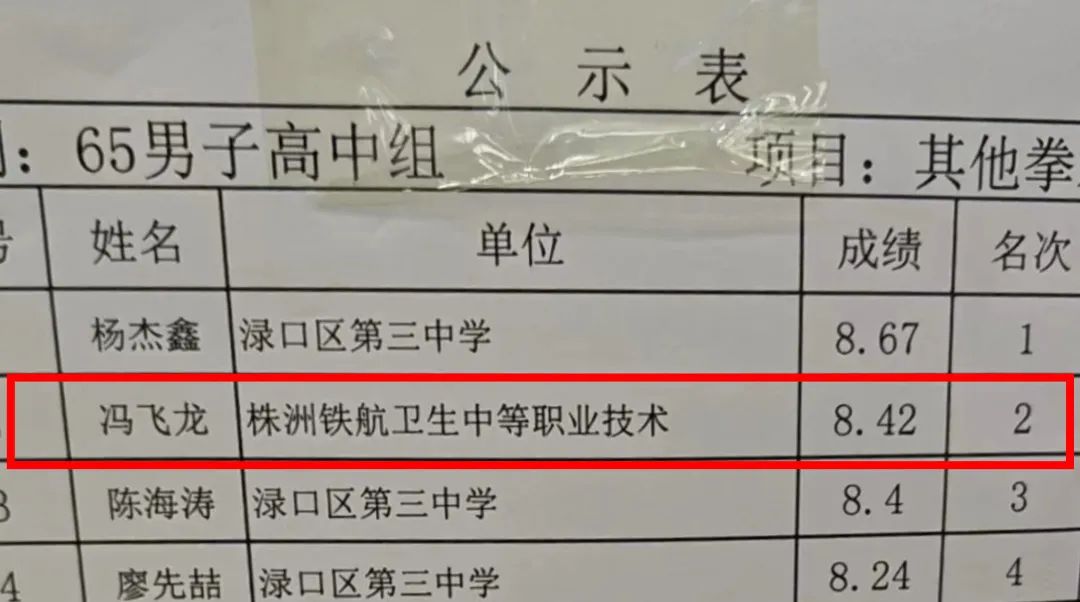 公示表
：65男子高中组 项目：其他拳
号 姓名 单位 成绩 名次
杨杰鑫 渌口区第三中学 8.67 1
冯飞龙 株洲铁航卫生中等职业技术 8.42 2
3 陈海涛 渌口区第三中学 8.4 3
4 廖先喆 渌口区第三中学 8.24 4